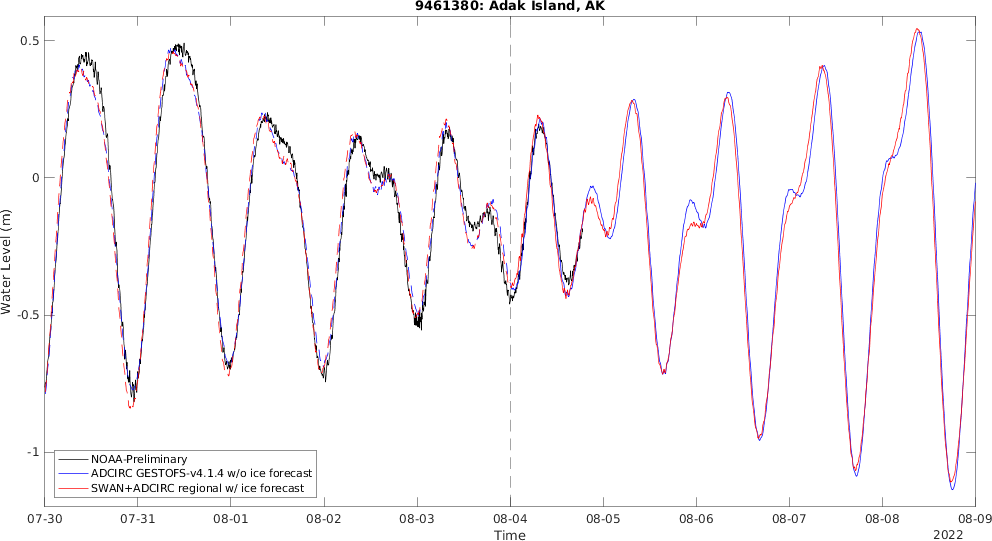 9461380: Adak Island, AK
Water Level (m)
0.5
0
-0.5
-1
NOAA-Preliminary
ADCIRC GESTOFS-v4.1.4 w/o ice forecast
SWAN+ADCIRC regional w/ ice forecast
07-30 07-31 08-01 08-02 08-03 08-04 08-05 08-06 08-07 08-08 08-09
Time
2022